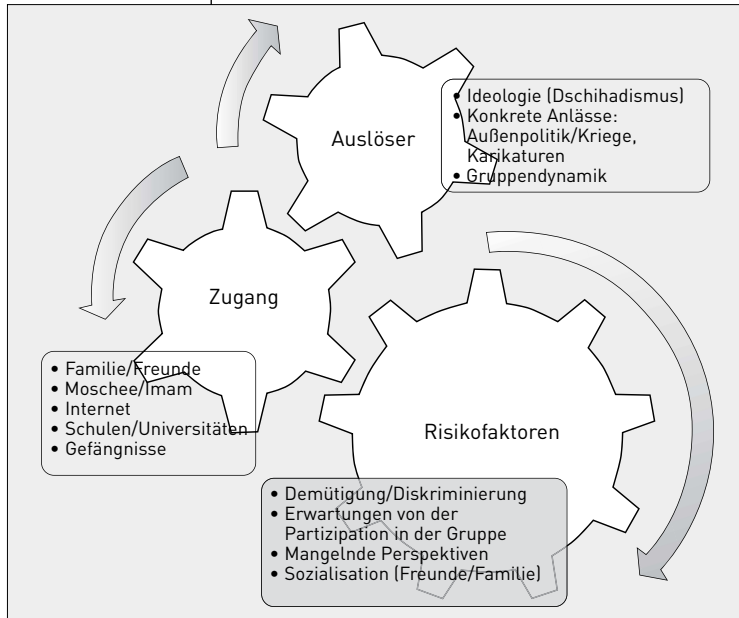 Auslöser
• Ideologie (Dschihadismus)
• Konkrete Anlässe:
Außenpolitik/Kriege,
Karikaturen
• Gruppendynamik
Zugang
• Familie/Freunde
• Moschee/Imam
• Internet
• Schulen/Universitäten
• Gefängnisse
Risikofaktoren
• Demütigung/Diskriminierung
• Erwartungen von der
Partizipation in der Gruppe
• Mangelnde Perspektiven
• Sozialisation (Freunde/Familie)